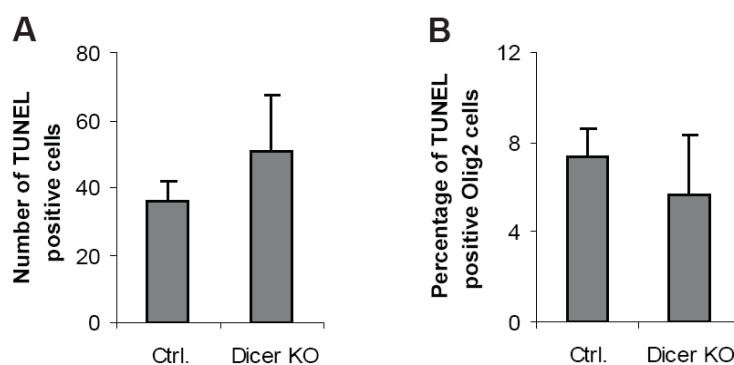 A
Number of TUNEL
positive cells
80
60
40
20
0
Ctrl.
Dicer KO
B
Percentage of TUNEL
positive Olig2 cells
12
8
4
0
Ctrl.
Dicer KO